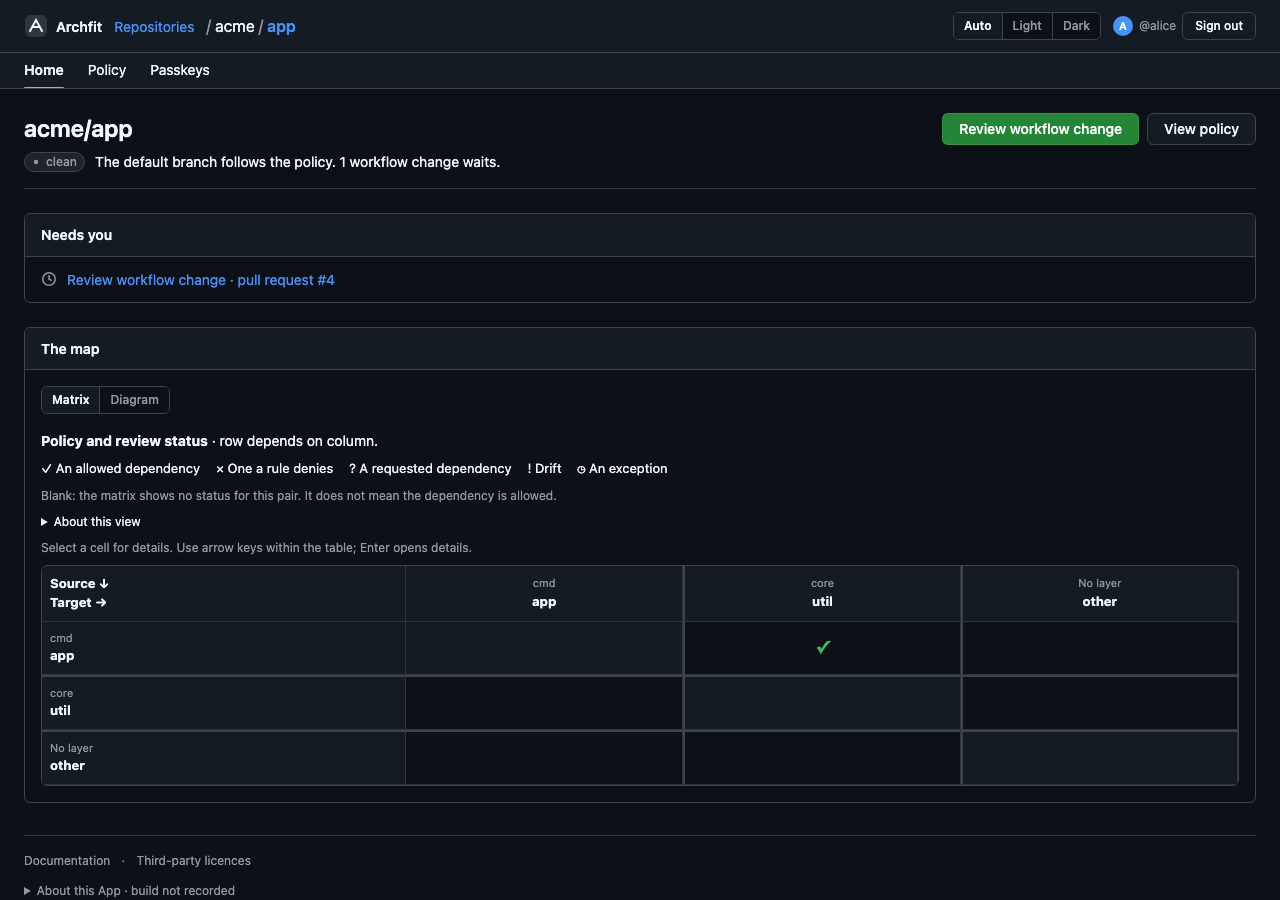 Archfit Repositories / acme / app
Auto Light Dark A @alice Sign out
Home Policy Passkeys
acme/app
Review workflow change View policy
clean The default branch follows the policy. 1 workflow change waits.
Needs you
Review workflow change · pull request #4
The map
Matrix Diagram
Policy and review status · row depends on column.
✓ An allowed dependency × One a rule denies ? A requested dependency ! Drift ◷ An exception
Blank: the matrix shows no status for this pair. It does not mean the dependency is allowed.
▶ About this view
Select a cell for details. Use arrow keys within the table; Enter opens details.
Source ↓
Target →
cmd
app
core
util
No layer
other
cmd
app
✓
core
util
No layer
other
Documentation · Third-party licences
▶ About this App · build not recorded